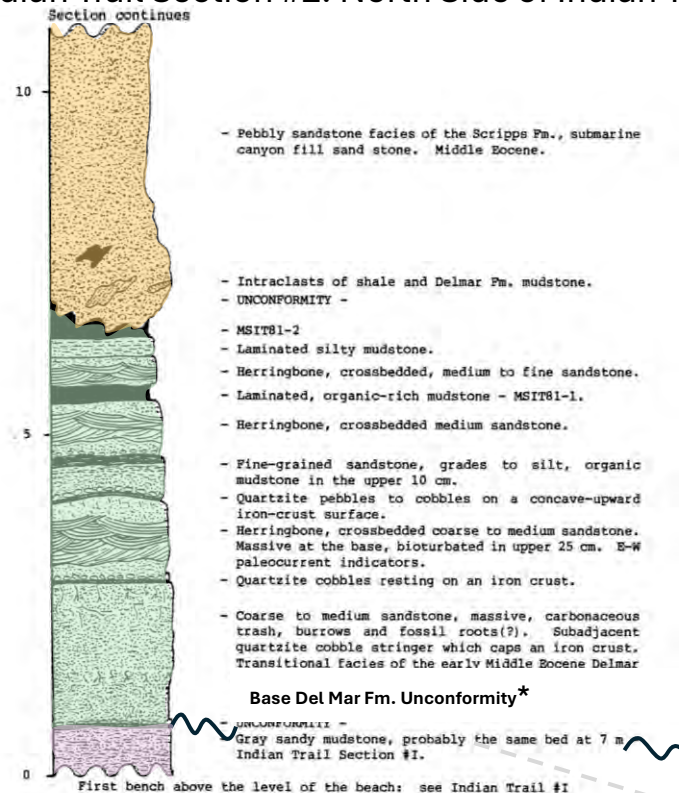 Section continues
10
- Pebbly sandstone facies of the Scripps Fm., submarine
canyon fill sand stone. Middle Eocene.
- Intraclasts of shale and Delmar Fm. mudstone.
- UNCONFORMITY -
- MSIT81-2
- Laminated silty mudstone.
- Herringbone, crossbedded, medium to fine sandstone.
- Laminated, organic-rich mudstone - MSIT81-1.
5
- Herringbone, crossbedded medium sandstone.
- Fine-grained sandstone, grades to silt, organic
mudstone in the upper 10 cm.
- Quartzite pebbles to cobbles on a concave-upward
iron-crust surface.
- Herringbone, crossbedded coarse to medium sandstone.
Massive at the base, bioturbated in upper 25 cm. E-W
paleocurrent indicators.
- Quartzite cobbles resting on an iron crust.
- Coarse to medium sandstone, massive, carbonaceous
trash, burrows and fossil roots(?). Subadjacent
quartzite cobble stringer which caps an iron crust.
Transitional facies of the early Middle Eocene Delmar
Base Del Mar Fm. Unconformity*
- UNCONFORMITY -
- Gray sandy mudstone, probably the same bed at 7 m
Indian Trail Section #I.
0
First bench above the level of the beach: see Indian Trail #I